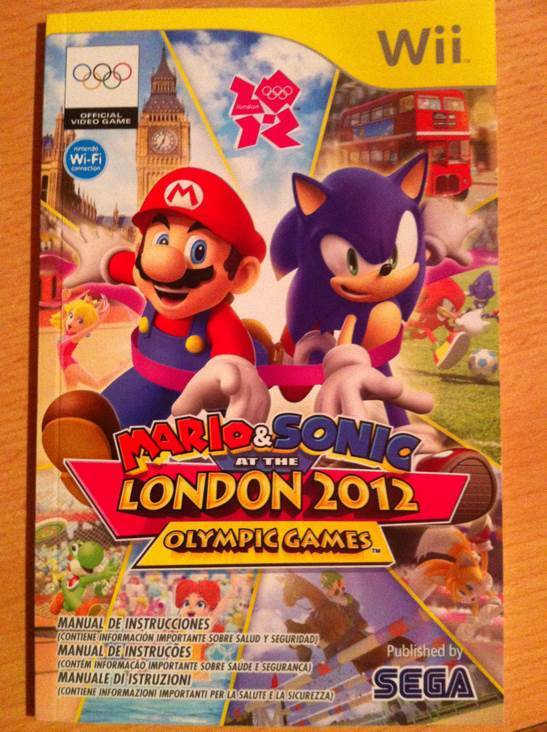 Wii
OFFICIAL
VIDEO GAME
nintendo
Wi-Fi
connection
london
M
MARIO & SONIC
AT THE
LONDON 2012
OLYMPIC GAMES™
MANUAL DE INSTRUCCIONES
(CONTIENE INFORMACIÓN IMPORTANTE SOBRE SALUD Y SEGURIDAD)
MANUAL DE INSTRUÇÕES
(CONTÉM INFORMAÇÃO IMPORTANTE SOBRE SAÚDE E SEGURANÇA)
MANUALE DI ISTRUZIONI
(CONTIENE INFORMAZIONI IMPORTANTI PER LA SALUTE E LA SICUREZZA)
Published by
SEGA